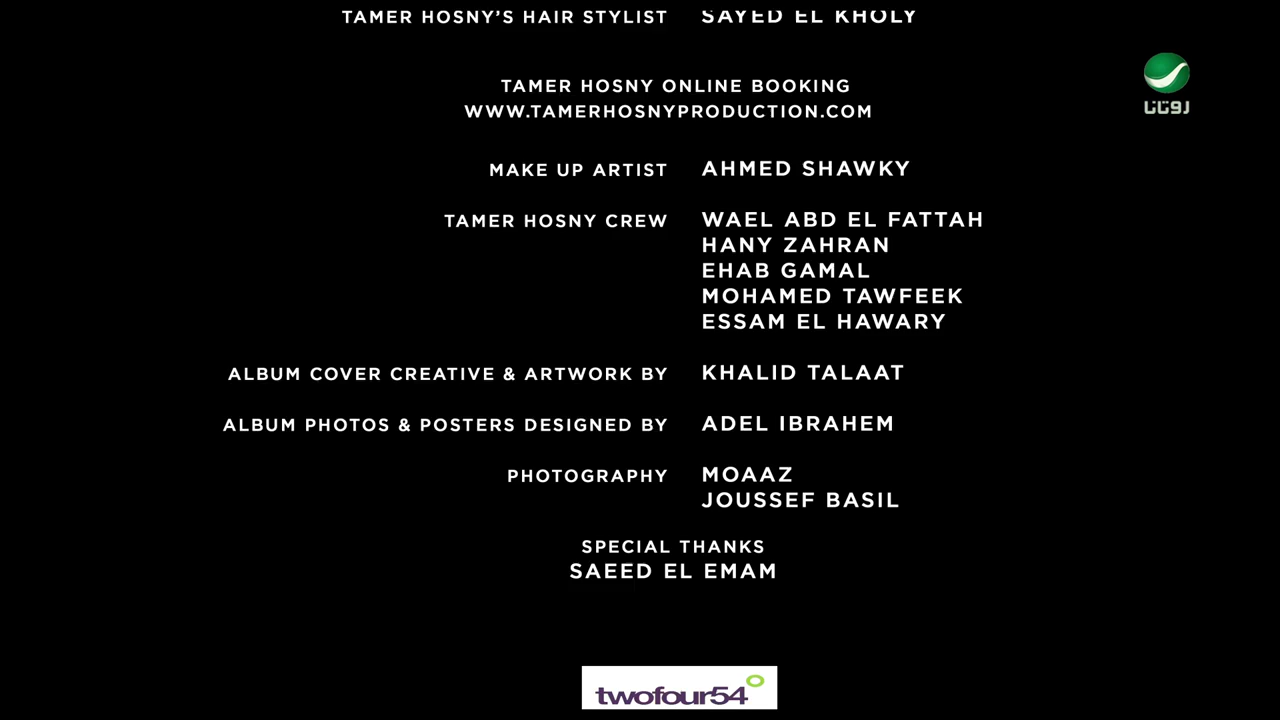 TAMER HOSNY'S HAIR STYLIST SAYED EL KHOLY
TAMER HOSNY ONLINE BOOKING
WWW.TAMERHOSNYPRODUCTION.COM
روتانا
MAKE UP ARTIST AHMED SHAWKY
TAMER HOSNY CREW WAEL ABD EL FATTAH
HANY ZAHRAN
EHAB GAMAL
MOHAMED TAWFEEK
ESSAM EL HAWARY
ALBUM COVER CREATIVE & ARTWORK BY KHALID TALAAT
ALBUM PHOTOS & POSTERS DESIGNED BY ADEL IBRAHEM
PHOTOGRAPHY MOAAZ
JOUSSEF BASIL
SPECIAL THANKS
SAEED EL EMAM
twofour54